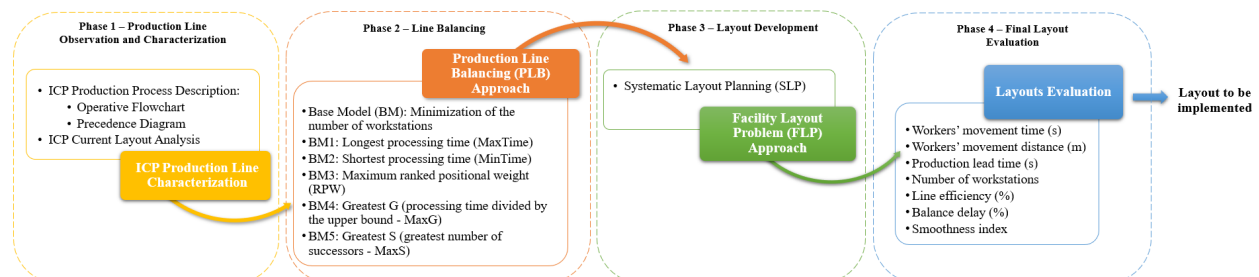 Phase 1 – Production Line
Observation and Characterization
• ICP Production Process Description:
• Operative Flowchart
• Precedence Diagram
• ICP Current Layout Analysis
ICP Production Line
Characterization
Phase 2 – Line Balancing
Production Line
Balancing (PLB)
Approach
• Base Model (BM): Minimization of the
number of workstations
• BM1: Longest processing time (MaxTime)
• BM2: Shortest processing time (MinTime)
• BM3: Maximum ranked positional weight
(RPW)
• BM4: Greatest G (processing time divided by
the upper bound - MaxG)
• BM5: Greatest S (greatest number of
successors - MaxS)
Phase 3 – Layout Development
• Systematic Layout Planning (SLP)
Facility Layout
Problem (FLP)
Approach
Phase 4 – Final Layout
Evaluation
Layouts Evaluation
• Workers’ movement time (s)
• Workers’ movement distance (m)
• Production lead time (s)
• Number of workstations
• Line efficiency (%)
• Balance delay (%)
• Smoothness index
Layout to be
implemented